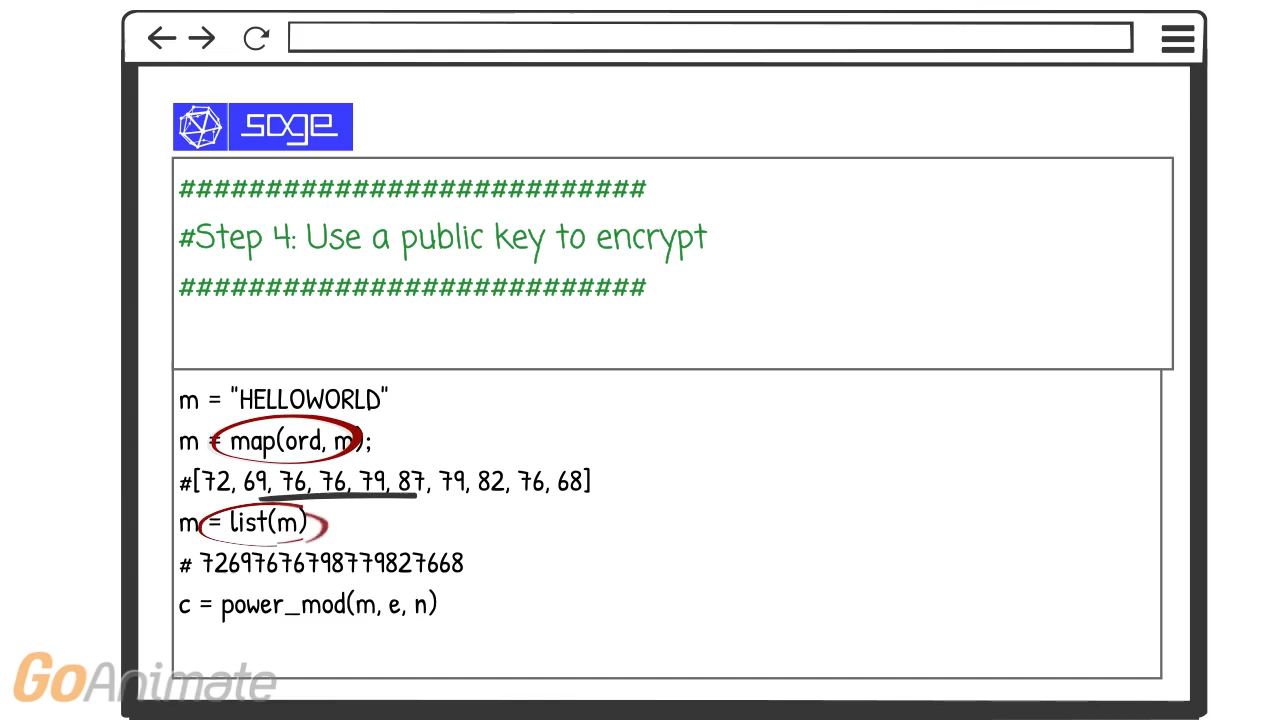 sage
###########################
#Step 4: Use a public key to encrypt
###########################
m = "HELLOWORLD"
m = map(ord, m);
#[72, 69, 76, 76, 79, 87, 79, 82, 76, 68]
m = list(m)
# 72697676798779827668
c = power_mod(m, e, n)
GoAnimate